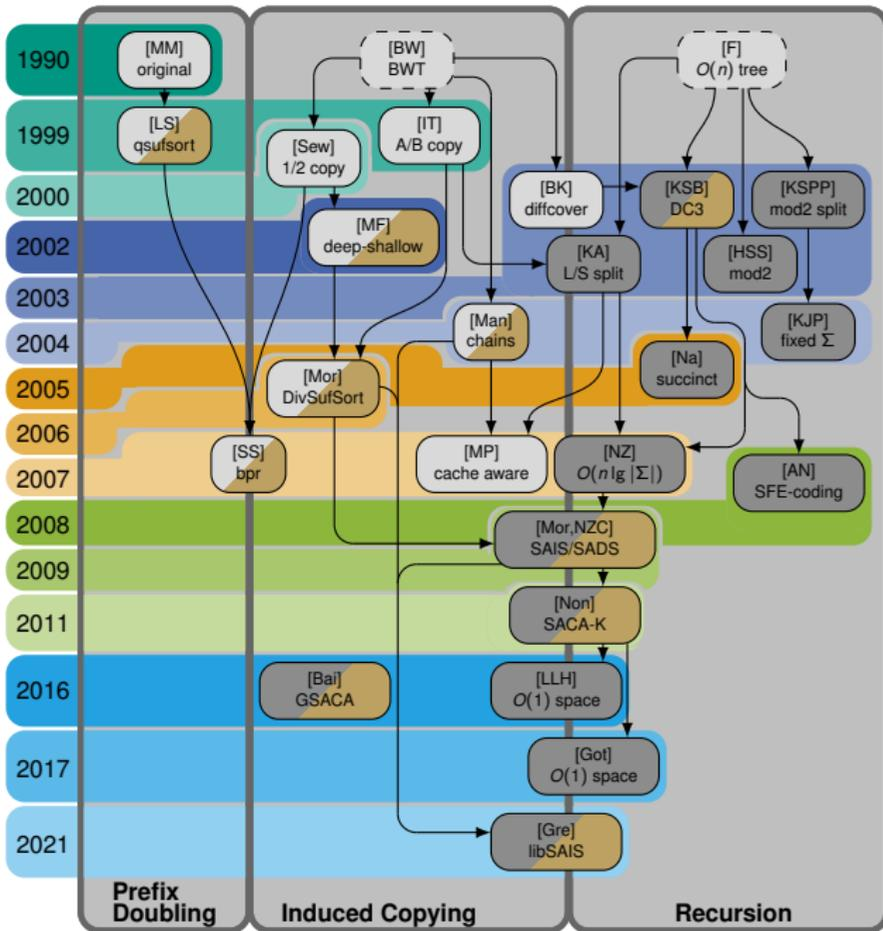 1990
[MM]
original
[BW]
BWT
[F]
O(n) tree
1999
[LS]
qsufsort
[Sew]
1/2 copy
[IT]
A/B copy
2000
[BK]
diffcover
[KSB]
DC3
[KSPP]
mod2 split
2002
[MF]
deep-shallow
[KA]
L/S split
[HSS]
mod2
2003
[Man]
chains
[KJP]
fixed Σ
2004
[Mor]
DivSufSort
[Na]
succinct
2005
2006
[SS]
bpr
[MP]
cache aware
[NZ]
O(n lg |Σ|)
[AN]
SFE-coding
2007
2008
[Mor,NZC]
SAIS/SADS
2009
2011
[Non]
SACA-K
2016
[Bai]
GSACA
[LLH]
O(1) space
2017
[Got]
O(1) space
2021
[Gre]
libSAIS
Prefix
Doubling
Induced Copying
Recursion